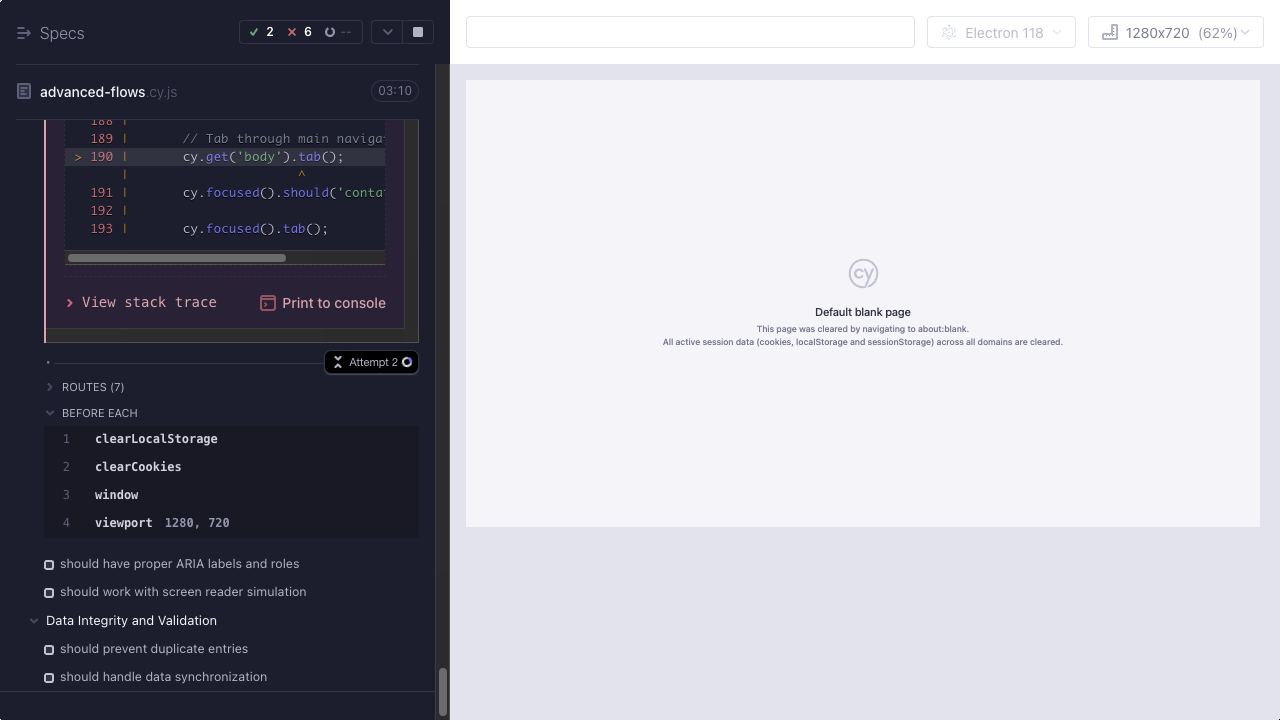 Specs
2
6
--
advanced-flows.cy.js
03:10
188 |
189 | // Tab through main naviga
> 190 | cy.get('body').tab();
| ^
191 | cy.focused().should('conta
192 |
193 | cy.focused().tab();
View stack trace
Print to console
Attempt 2
ROUTES (7)
BEFORE EACH
1 clearLocalStorage
2 clearCookies
3 window
4 viewport 1280, 720
should have proper ARIA labels and roles
should work with screen reader simulation
Data Integrity and Validation
should prevent duplicate entries
should handle data synchronization
Electron 118
1280x720 (62%)
cy
Default blank page
This page was cleared by navigating to about:blank.
All active session data (cookies, localStorage and sessionStorage) across all domains are cleared.